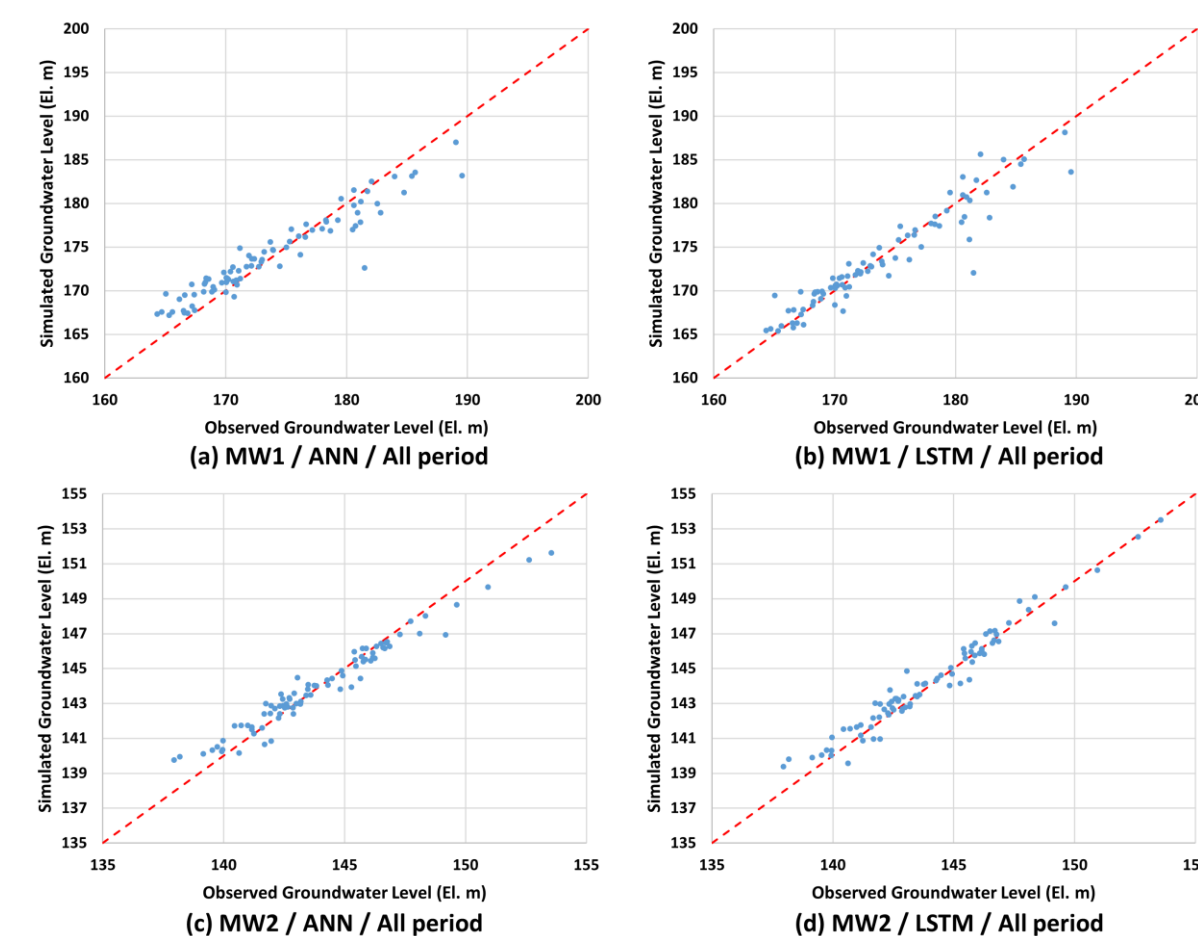 200
195
190
185
180
175
170
165
160
Simulated Groundwater Level (El. m)
160 170 180 190 200
Observed Groundwater Level (El. m)
(a) MW1 / ANN / All period
200
195
190
185
180
175
170
165
160
Simulated Groundwater Level (El. m)
160 170 180 190 20
Observed Groundwater Level (El. m)
(b) MW1 / LSTM / All period
155
153
151
149
147
145
143
141
139
137
135
Simulated Groundwater Level (El. m)
135 140 145 150 155
Observed Groundwater Level (El. m)
(c) MW2 / ANN / All period
155
153
151
149
147
145
143
141
139
137
135
Simulated Groundwater Level (El. m)
135 140 145 150 15
Observed Groundwater Level (El. m)
(d) MW2 / LSTM / All period